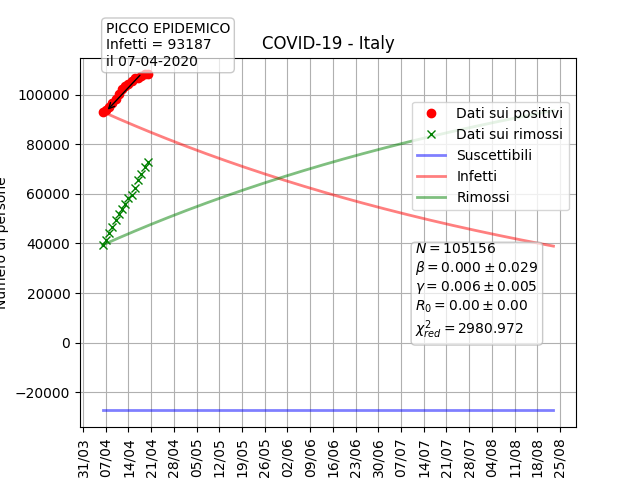 PICCO EPIDEMICO
Infetti = 93187
il 07-04-2020
COVID-19 - Italy
Dati sui positivi
Dati sui rimossi
Suscettibili
Infetti
Rimossi
N = 105156
β = 0.000 ± 0.029
γ = 0.006 ± 0.005
R₀ = 0.00 ± 0.00
χ²red = 2980.972
Numero di persone
100000
80000
60000
40000
20000
0
−20000
31/03
07/04
14/04
21/04
28/04
05/05
12/05
19/05
26/05
02/06
09/06
16/06
23/06
30/06
07/07
14/07
21/07
28/07
04/08
11/08
18/08
25/08